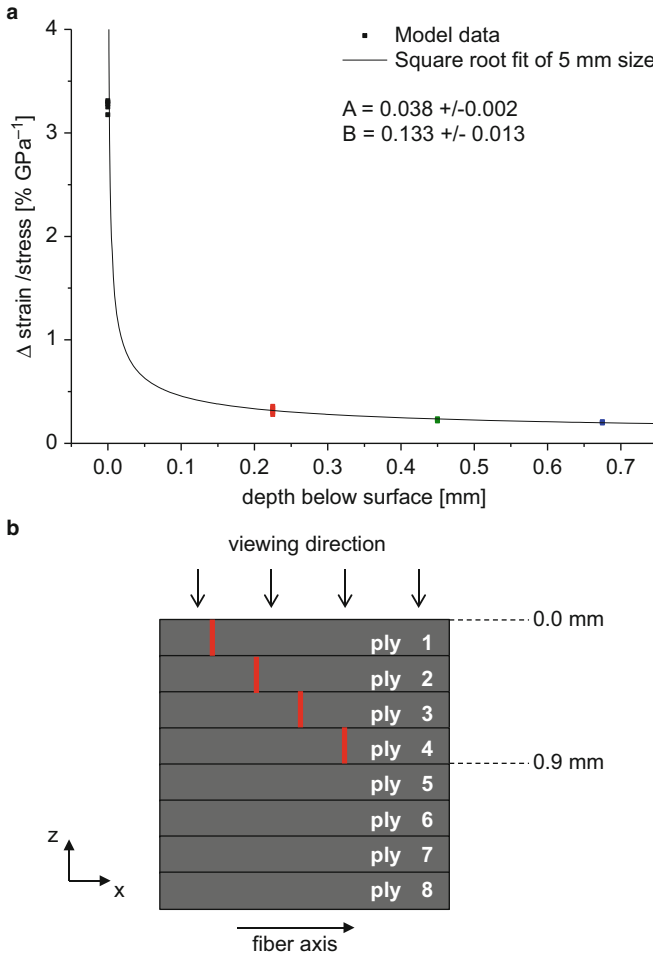 a
4
3
2
1
0
Δ strain /stress [% GPa⁻¹]
Model data
Square root fit of 5 mm size
A = 0.038 +/-0.002
B = 0.133 +/- 0.013
0.0 0.1 0.2 0.3 0.4 0.5 0.6 0.7
depth below surface [mm]
b
viewing direction
0.0 mm
ply 1
ply 2
ply 3
ply 4
0.9 mm
ply 5
ply 6
ply 7
ply 8
z
x
fiber axis